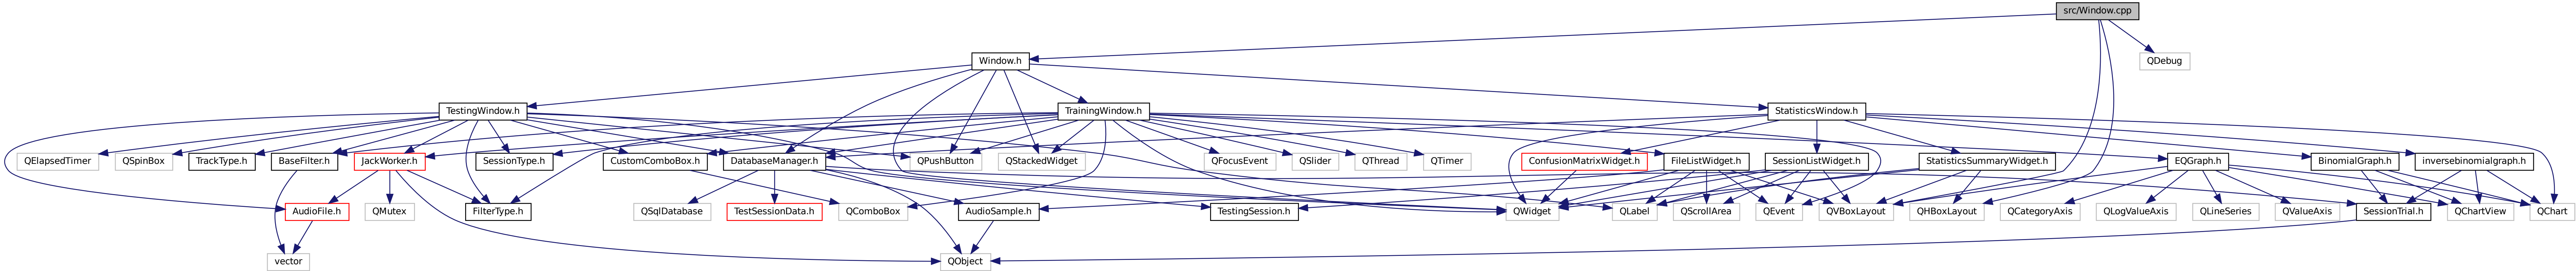 src/Window.cpp
Window.h
QDebug
TestingWindow.h
TrainingWindow.h
StatisticsWindow.h
QElapsedTimer
QSpinBox
TrackType.h
BaseFilter.h
JackWorker.h
SessionType.h
CustomComboBox.h
DatabaseManager.h
QPushButton
QStackedWidget
QFocusEvent
QSlider
QThread
QTimer
ConfusionMatrixWidget.h
FileListWidget.h
SessionListWidget.h
StatisticsSummaryWidget.h
EQGraph.h
BinomialGraph.h
inversebinomialgraph.h
AudioFile.h
QMutex
FilterType.h
QSqlDatabase
TestSessionData.h
QComboBox
AudioSample.h
TestingSession.h
QWidget
QLabel
QScrollArea
QEvent
QVBoxLayout
QHBoxLayout
QCategoryAxis
QLogValueAxis
QLineSeries
QValueAxis
SessionTrial.h
QChartView
QChart
vector
QObject